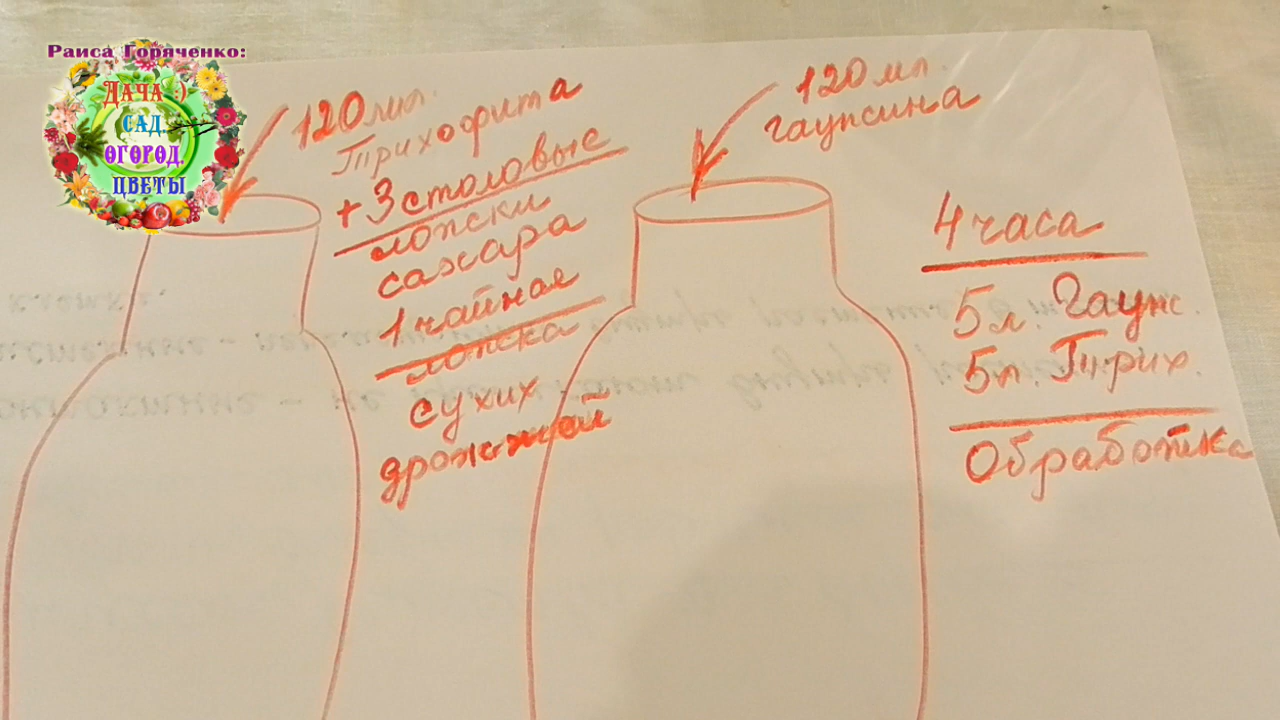 Раиса Горяченко:
Дача :)
САД.
ОГОРОД.
ЦВЕТЫ
120 мл.
Трихофита
+ 3 столовые
ложки
сахара
1 чайная
ложка
сухих
дрожжей
120 мл.
гаупсина
4 часа
5 л. Гаупс
5 л. Трих.
Обработка